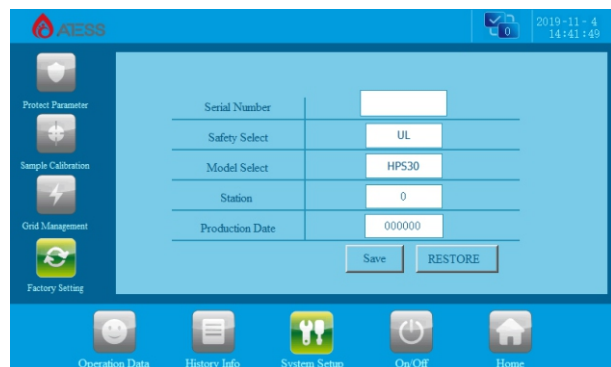 ATESS
0
2019-11- 4
14:41:49
Protect Parameter
Sample Calibration
Grid Management
Factory Setting
Serial Number
Safety Select UL
Model Select HPS30
Station 0
Production Date 000000
Save RESTORE
Operation Data History Info System Setup On/Off Home